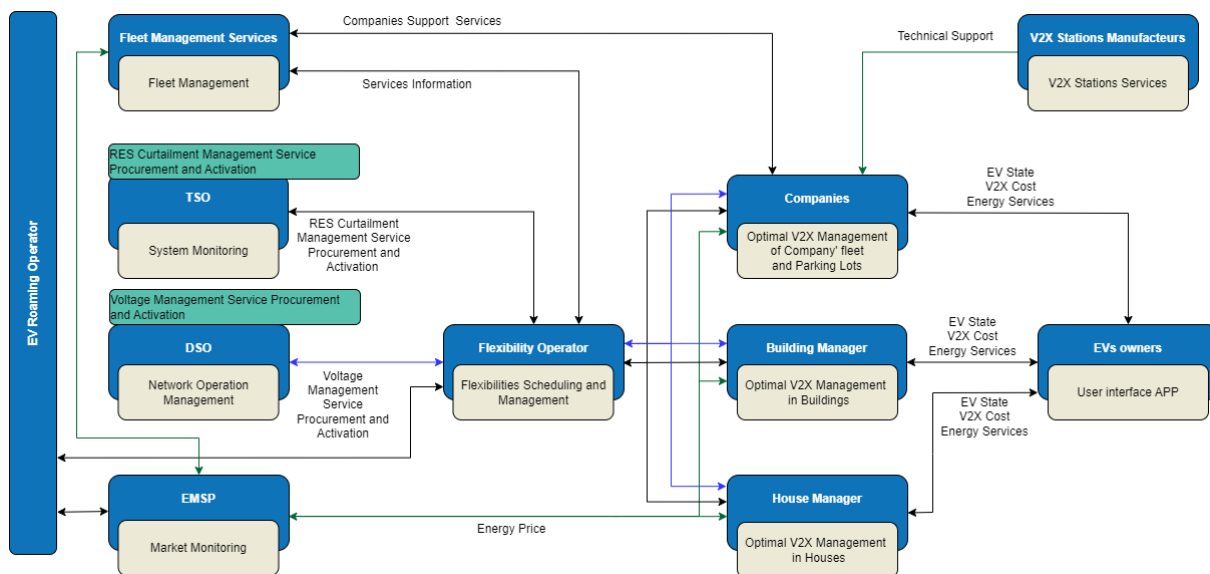 Companies Support Services
Fleet Management Services
Fleet Management
Services Information
Technical Support
V2X Stations Manufacteurs
V2X Stations Services
EV Roaming Operator
RES Curtailment Management Service
Procurement and Activation
TSO
System Monitoring
RES Curtailment
Management Service
Procurement and
Activation
Companies
Optimal V2X Management
of Company' fleet
and Parking Lots
EV State
V2X Cost
Energy Services
Voltage Management Service Procurement
and Activation
DSO
Network Operation
Management
Voltage
Management
Service
Procurement
and Activation
Flexibility Operator
Flexibilities Scheduling and
Management
Building Manager
Optimal V2X Management
in Buildings
EV State
V2X Cost
Energy Services
EVs owners
User interface APP
EV State
V2X Cost
Energy Services
EMSP
Market Monitoring
Energy Price
House Manager
Optimal V2X Management
in Houses